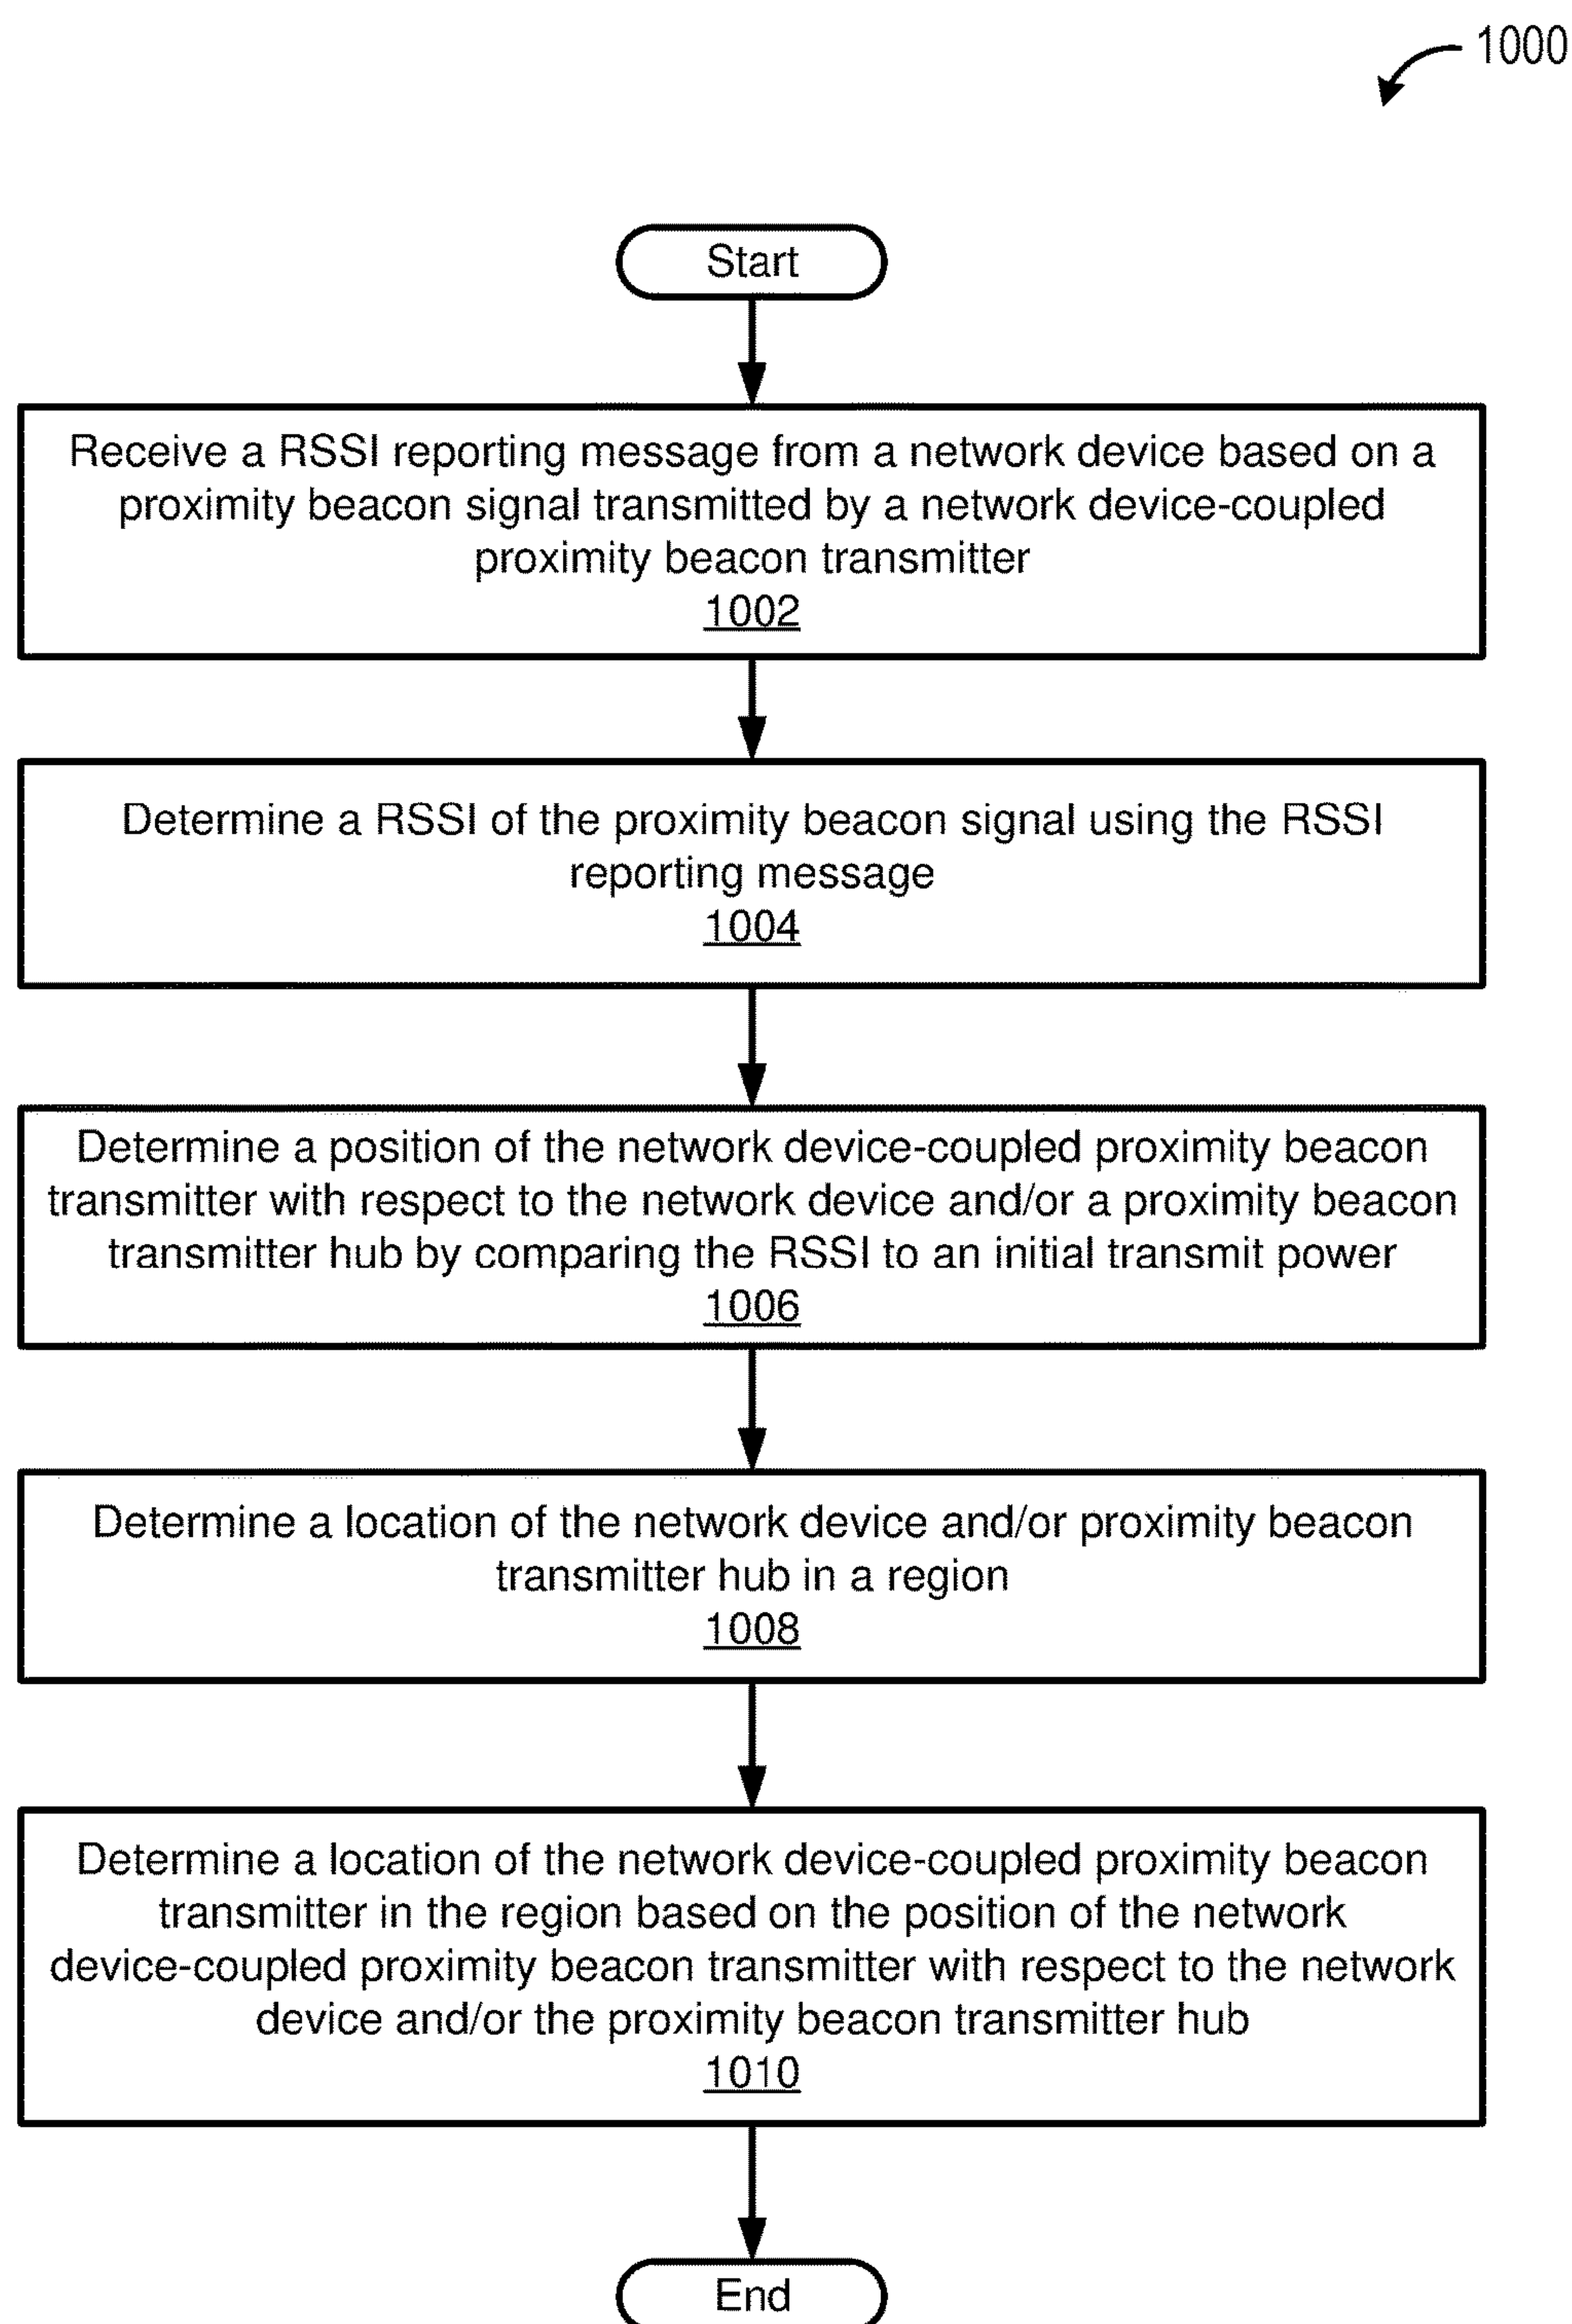 1000
Start
Receive a RSSI reporting message from a network device based on a
proximity beacon signal transmitted by a network device-coupled
proximity beacon transmitter
1002
Determine a RSSI of the proximity beacon signal using the RSSI
reporting message
1004
Determine a position of the network device-coupled proximity beacon
transmitter with respect to the network device and/or a proximity beacon
transmitter hub by comparing the RSSI to an initial transmit power
1006
Determine a location of the network device and/or proximity beacon
transmitter hub in a region
1008
Determine a location of the network device-coupled proximity beacon
transmitter in the region based on the position of the network
device-coupled proximity beacon transmitter with respect to the network
device and/or the proximity beacon transmitter hub
1010
End